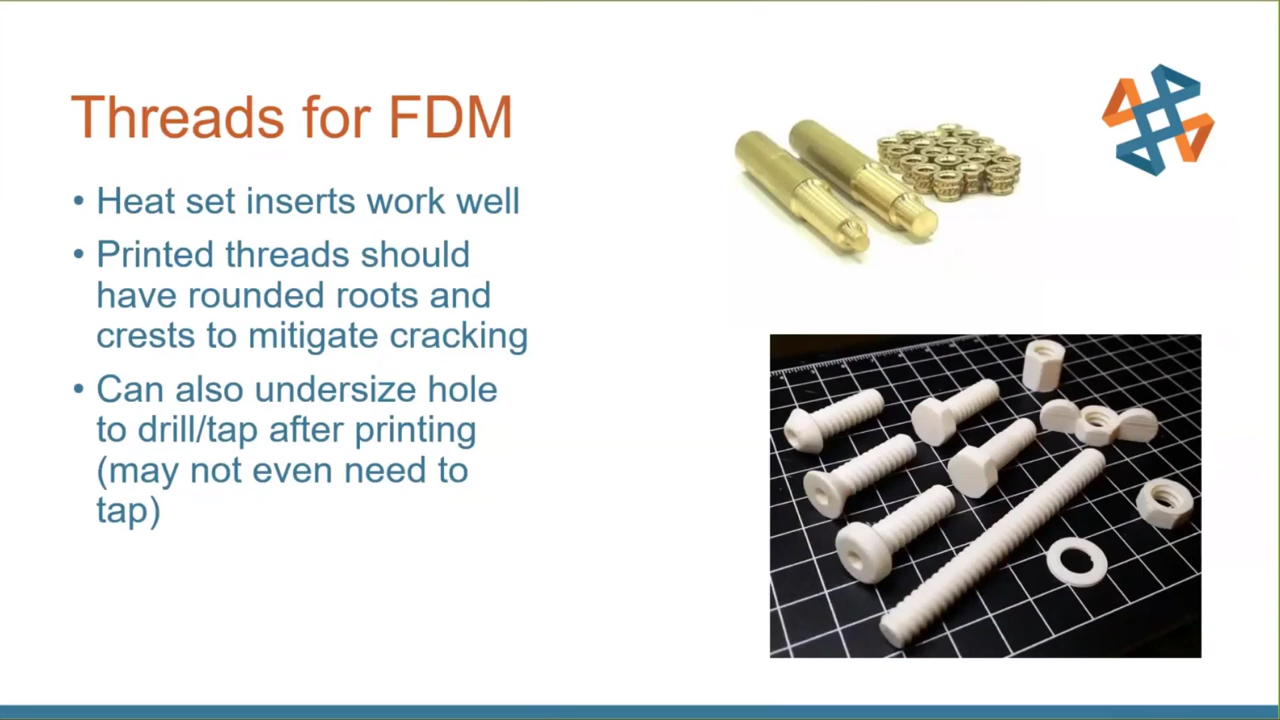 Threads for FDM
• Heat set inserts work well
• Printed threads should
have rounded roots and
crests to mitigate cracking
• Can also undersize hole
to drill/tap after printing
(may not even need to
tap)